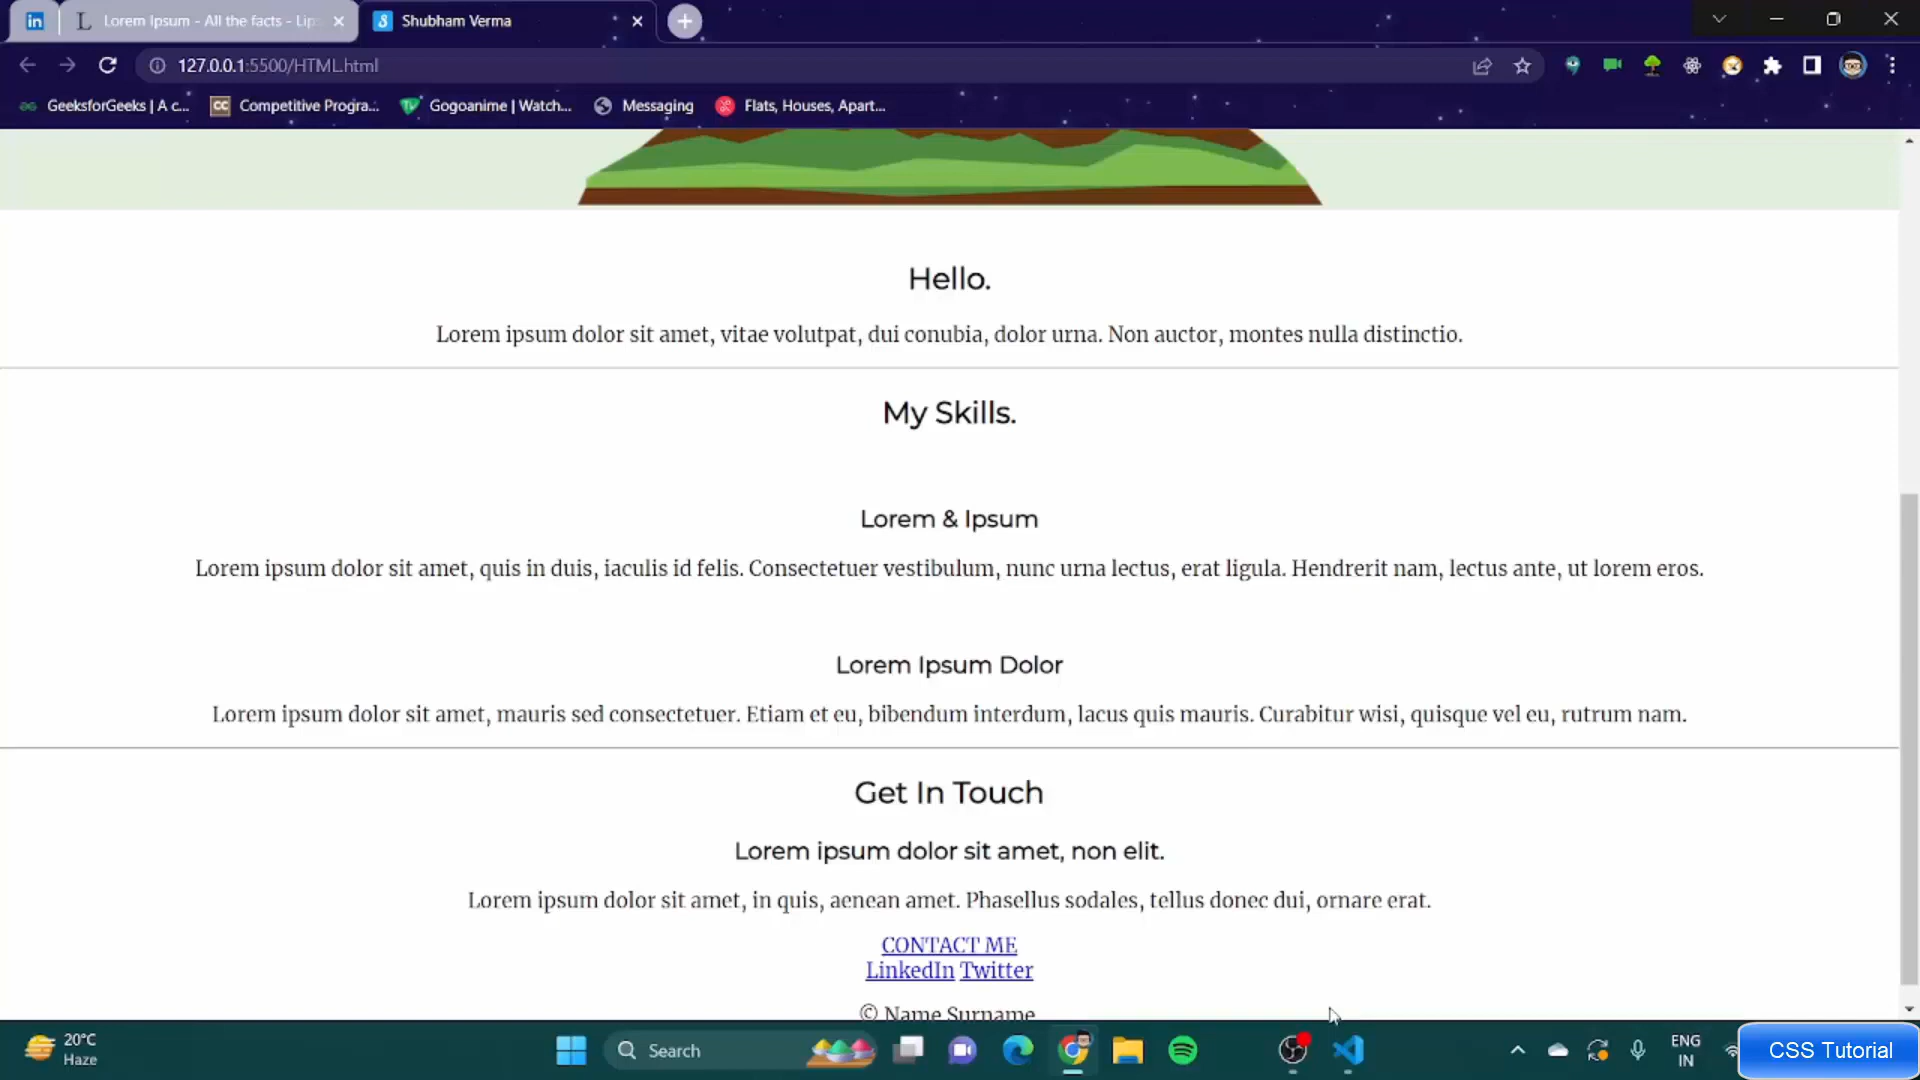 Lorem Ipsum - All the facts - Lip
Shubham Verma
127.0.0.1:5500/HTML.html
GeeksforGeeks | A c...
CC Competitive Progra...
Gogoanime | Watch...
Messaging
Flats, Houses, Apart...
Hello.
Lorem ipsum dolor sit amet, vitae volutpat, dui conubia, dolor urna. Non auctor, montes nulla distinctio.
My Skills.
Lorem & Ipsum
Lorem ipsum dolor sit amet, quis in duis, iaculis id felis. Consectetuer vestibulum, nunc urna lectus, erat ligula. Hendrerit nam, lectus ante, ut lorem eros.
Lorem Ipsum Dolor
Lorem ipsum dolor sit amet, mauris sed consectetuer. Etiam et eu, bibendum interdum, lacus quis mauris. Curabitur wisi, quisque vel eu, rutrum nam.
Get In Touch
Lorem ipsum dolor sit amet, non elit.
Lorem ipsum dolor sit amet, in quis, aenean amet. Phasellus sodales, tellus donec dui, ornare erat.
CONTACT ME
LinkedIn Twitter
© Name Surname
20°C
Haze
Search
ENG
IN
CSS Tutorial